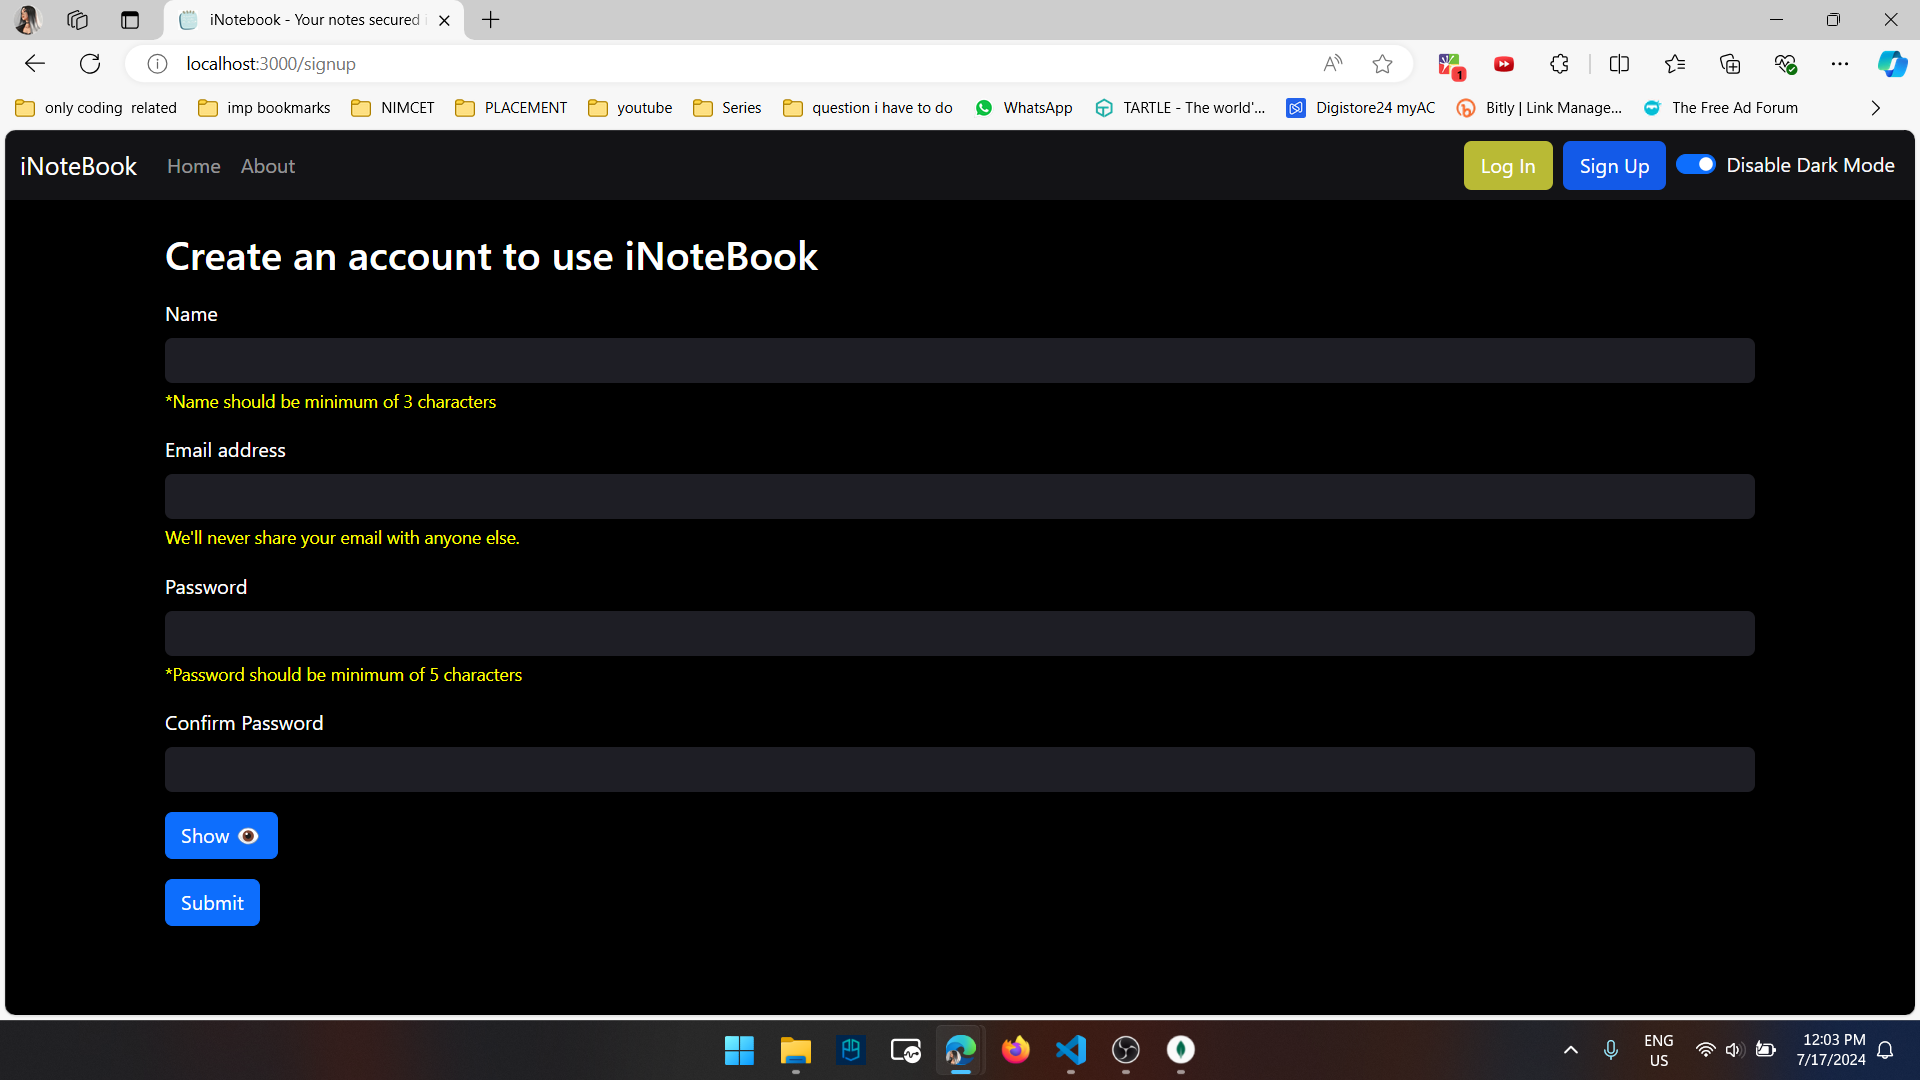 iNotebook - Your notes secured
localhost:3000/signup
1
only coding related imp bookmarks NIMCET PLACEMENT youtube Series question i have to do WhatsApp TARTLE - The world'... Digistore24 myAC Bitly | Link Manage... The Free Ad Forum
iNoteBook Home About Log In Sign Up Disable Dark Mode
Create an account to use iNoteBook
Name
*Name should be minimum of 3 characters
Email address
We'll never share your email with anyone else.
Password
*Password should be minimum of 5 characters
Confirm Password
Show
Submit
ENG
US
12:03 PM
7/17/2024